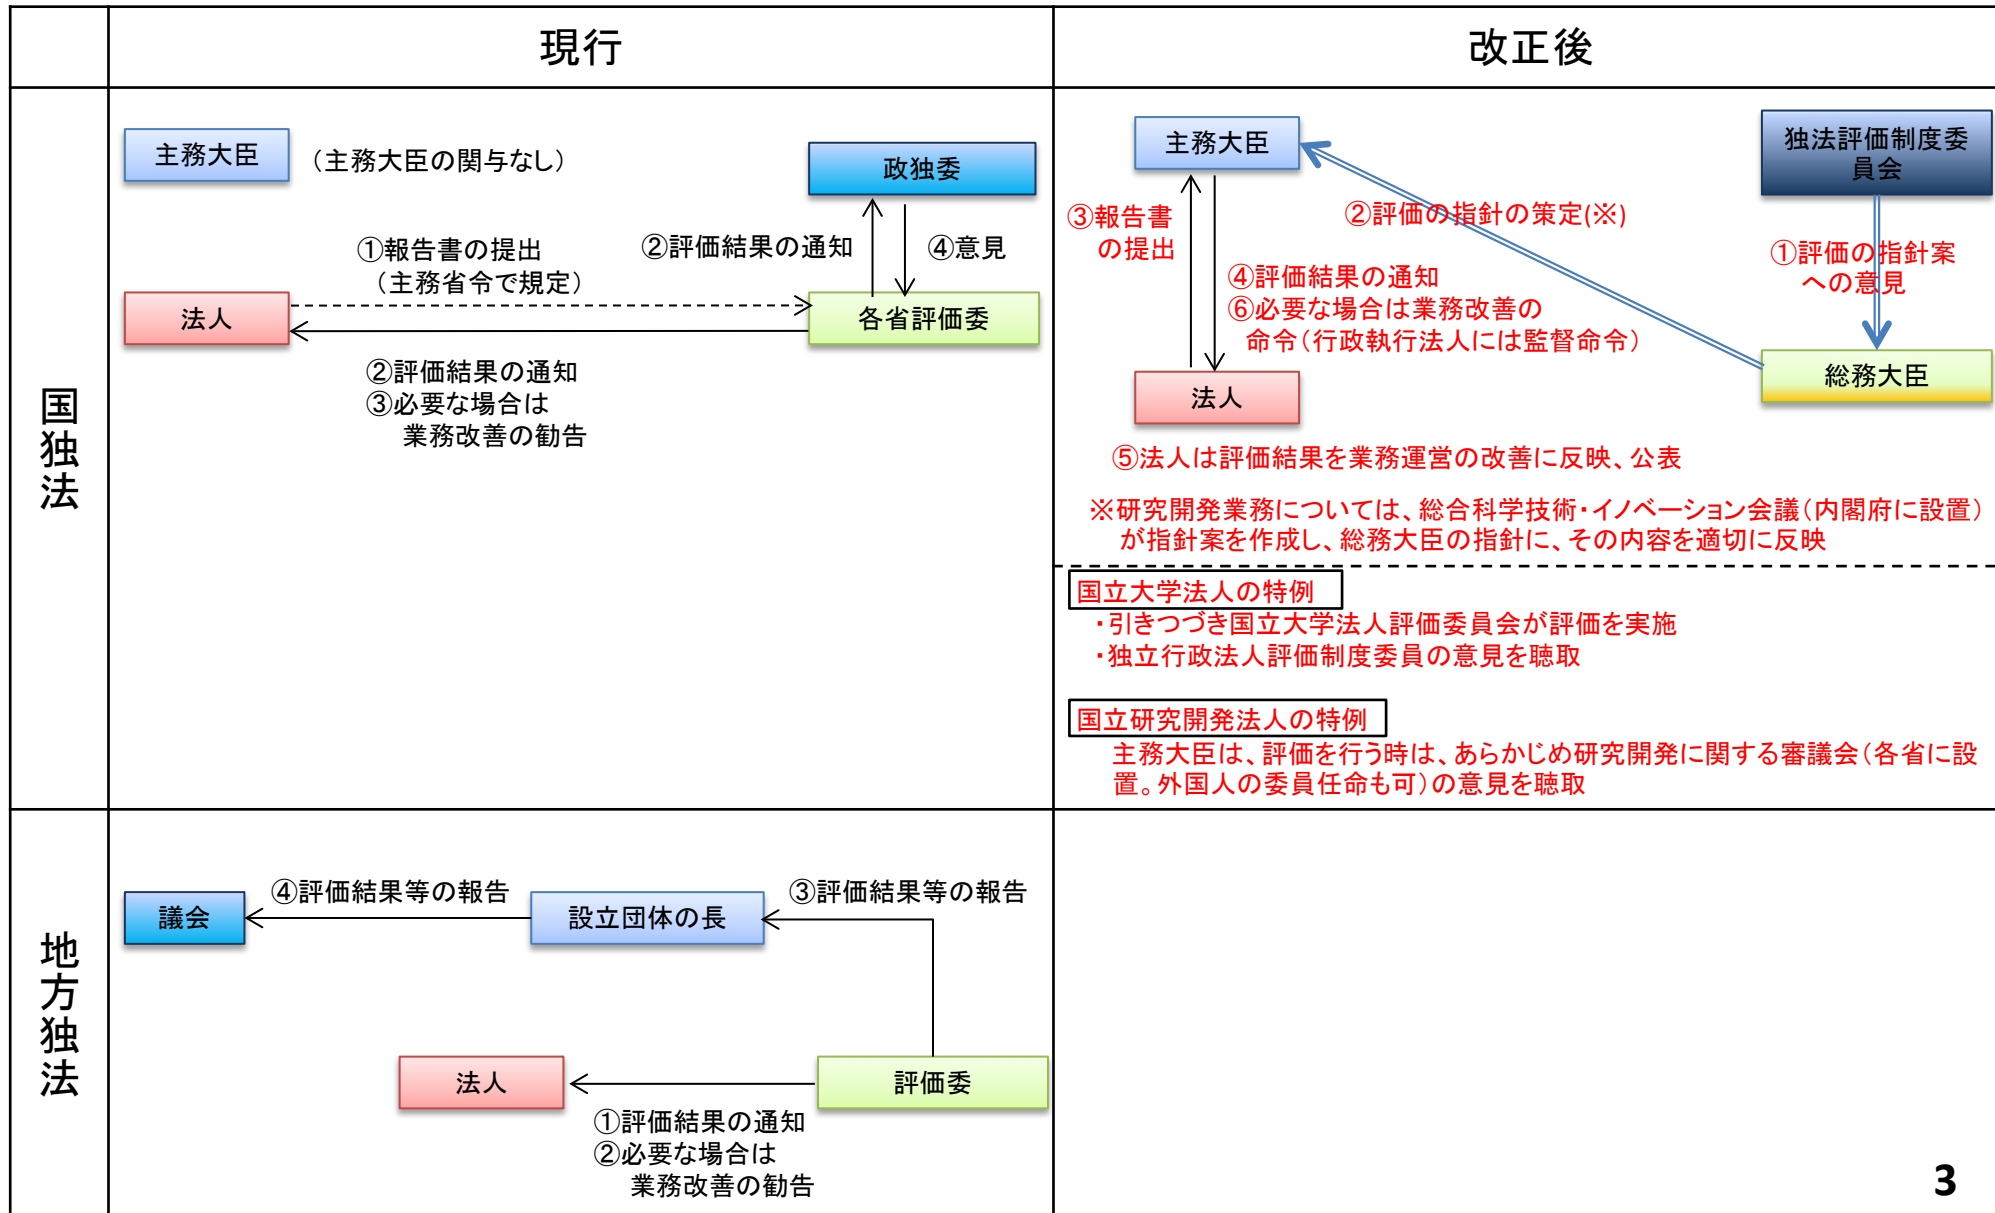 現行
改正後
国独法
主務大臣
（主務大臣の関与なし）
政独委
①報告書の提出
（主務省令で規定）
②評価結果の通知
④意見
法人
各省評価委
②評価結果の通知
③必要な場合は
業務改善の勧告
主務大臣
独法評価制度委
員会
③報告書
の提出
②評価の指針の策定(※)
①評価の指針案
への意見
④評価結果の通知
⑥必要な場合は業務改善の
命令（行政執行法人には監督命令）
法人
総務大臣
⑤法人は評価結果を業務運営の改善に反映、公表
※研究開発業務については、総合科学技術・イノベーション会議（内閣府に設置）
が指針案を作成し、総務大臣の指針に、その内容を適切に反映
国立大学法人の特例
・引きつづき国立大学法人評価委員会が評価を実施
・独立行政法人評価制度委員の意見を聴取
国立研究開発法人の特例
主務大臣は、評価を行う時は、あらかじめ研究開発に関する審議会（各省に設
置。外国人の委員任命も可）の意見を聴取
地方独法
議会
④評価結果等の報告
設立団体の長
③評価結果等の報告
法人
評価委
①評価結果の通知
②必要な場合は
業務改善の勧告
3